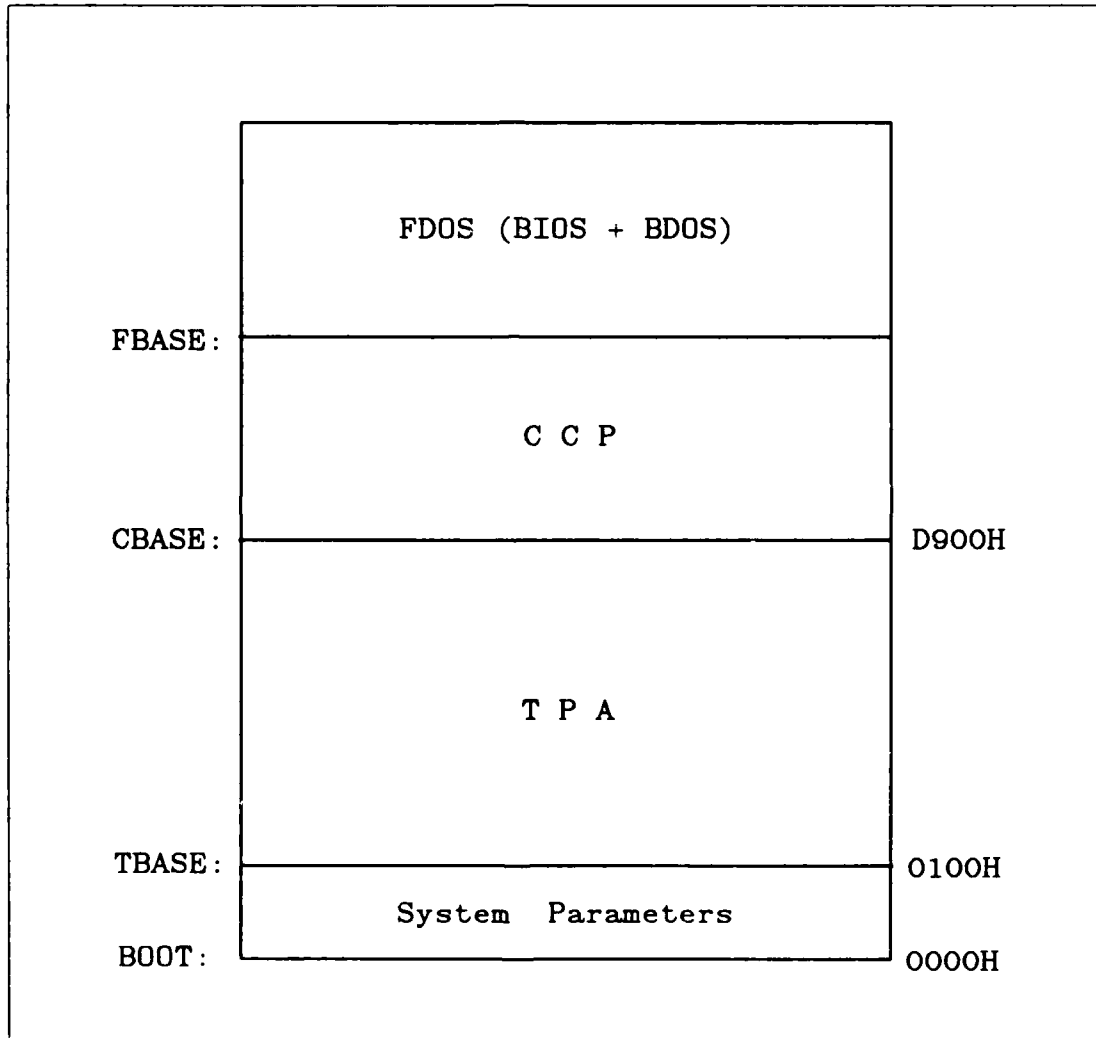 FDOS (BIOS + BDOS)
FBASE:
C C P
CBASE: D900H
T P A
TBASE: 0100H
System Parameters
BOOT: 0000H